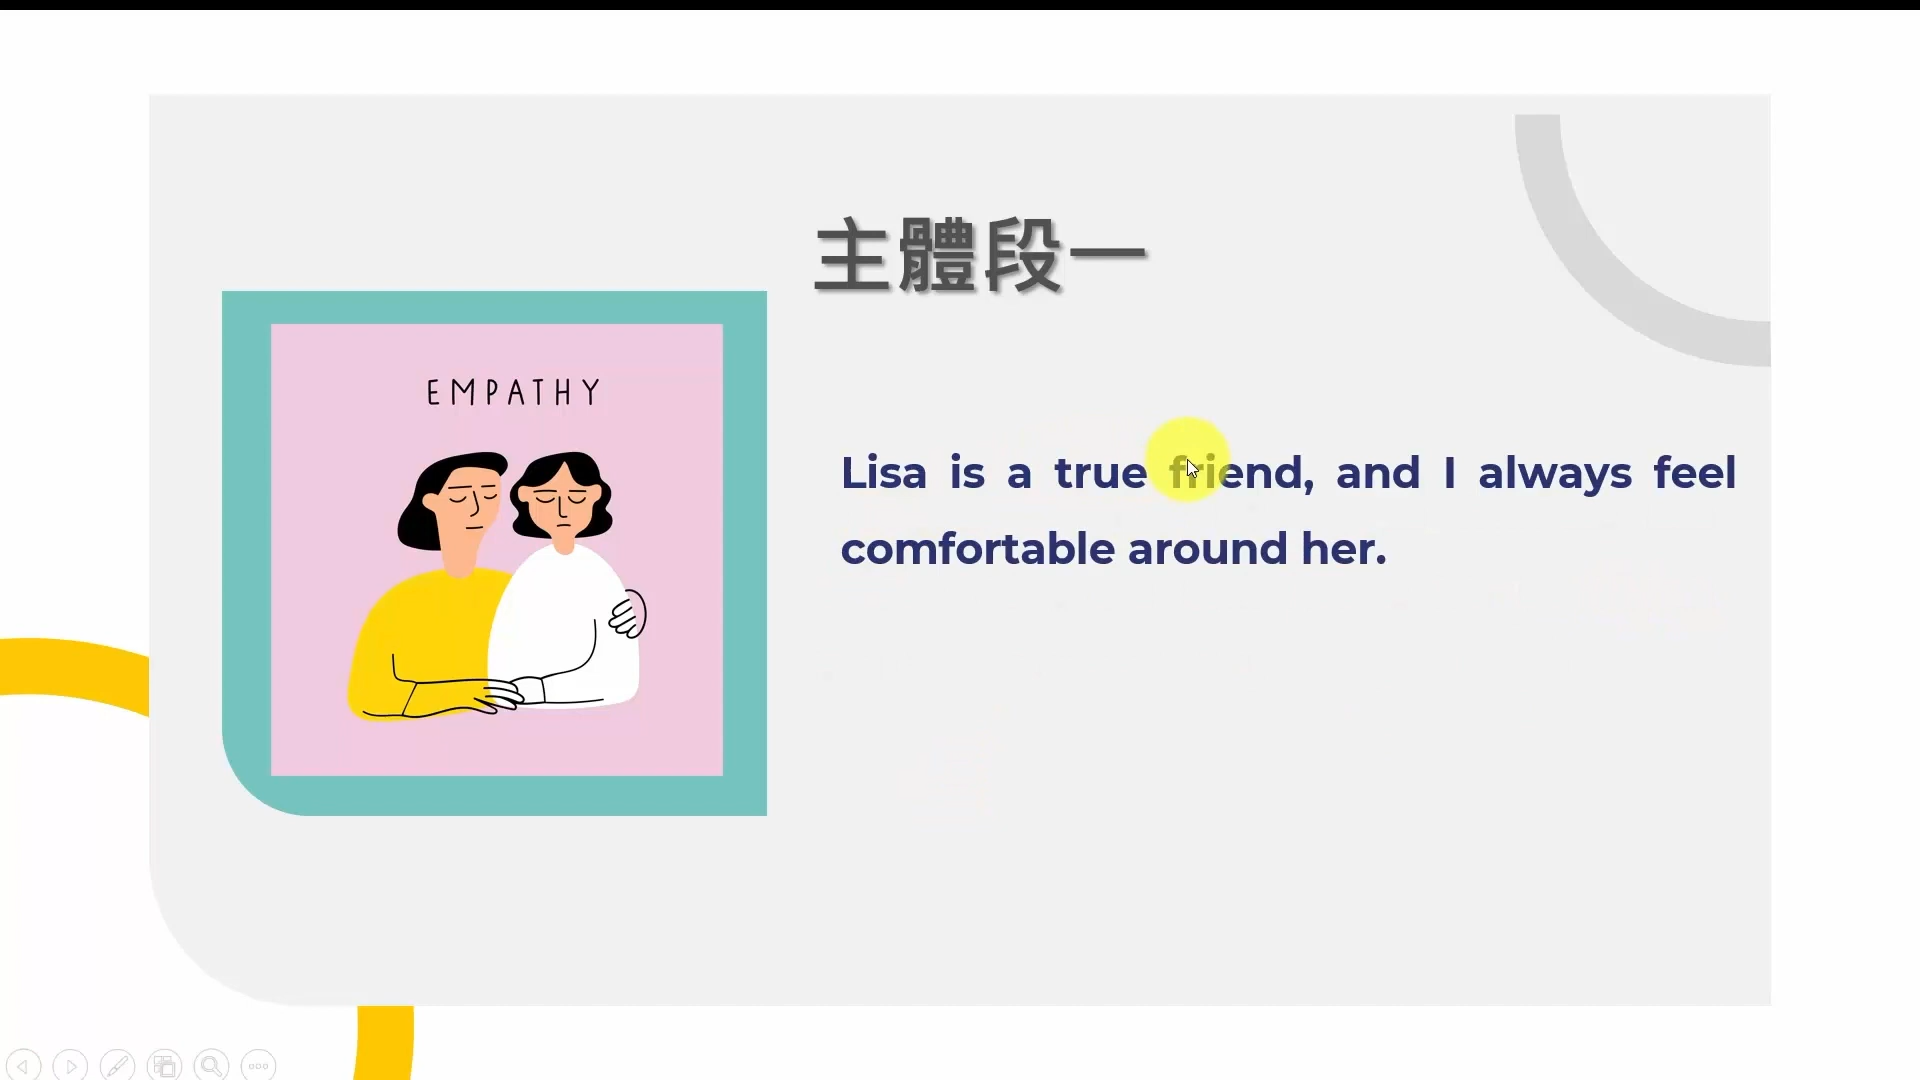 主體段一
EMPATHY
Lisa is a true friend, and I always feel
comfortable around her.